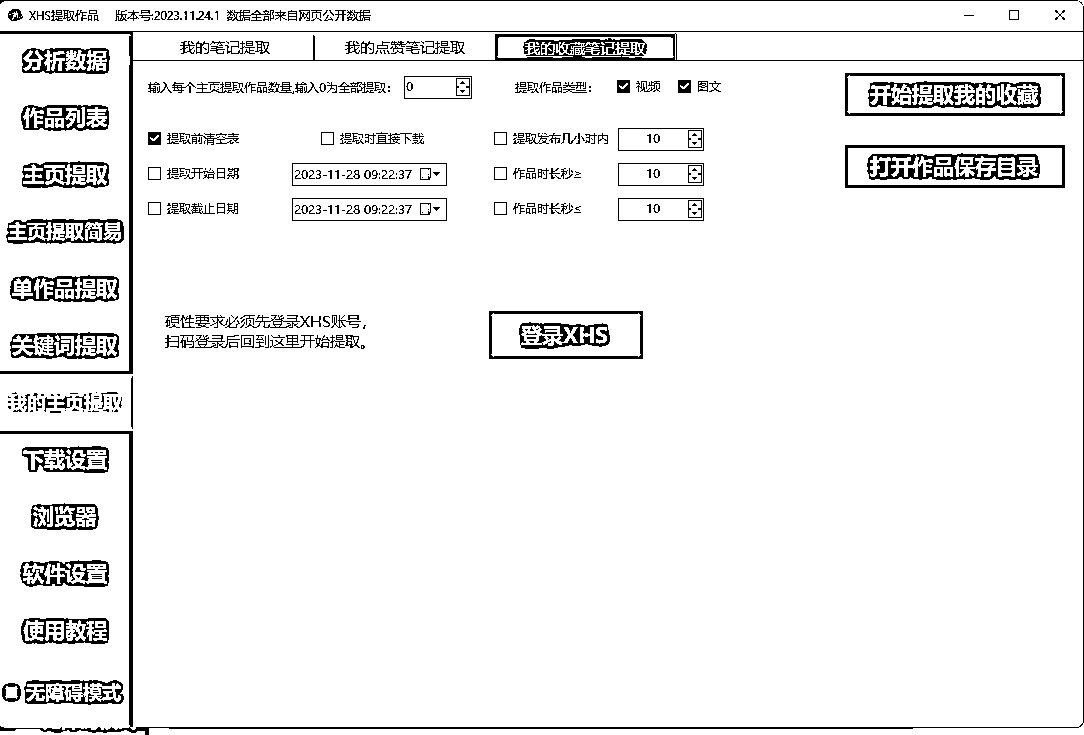 XHS提取作品 版本号:2023.11.24.1 数据全部来自网页公开数据
分析数据
作品列表
主页提取
主页提取简易
单作品提取
关键词提取
我的主页提取
下载设置
浏览器
软件设置
使用教程
无障碍模式
我的笔记提取 我的点赞笔记提取 我的收藏笔记提取
输入每个主页提取作品数量,输入0为全部提取: 0 提取作品类型: 视频 图文
提取前清空表 提取时直接下载 提取发布几小时内 10
提取开始日期 2023-11-28 09:22:37 作品时长秒≥ 10
提取截止日期 2023-11-28 09:22:37 作品时长秒≤ 10
开始提取我的收藏
打开作品保存目录
硬性要求必须先登录XHS账号,
扫码登录后回到这里开始提取。
登录XHS